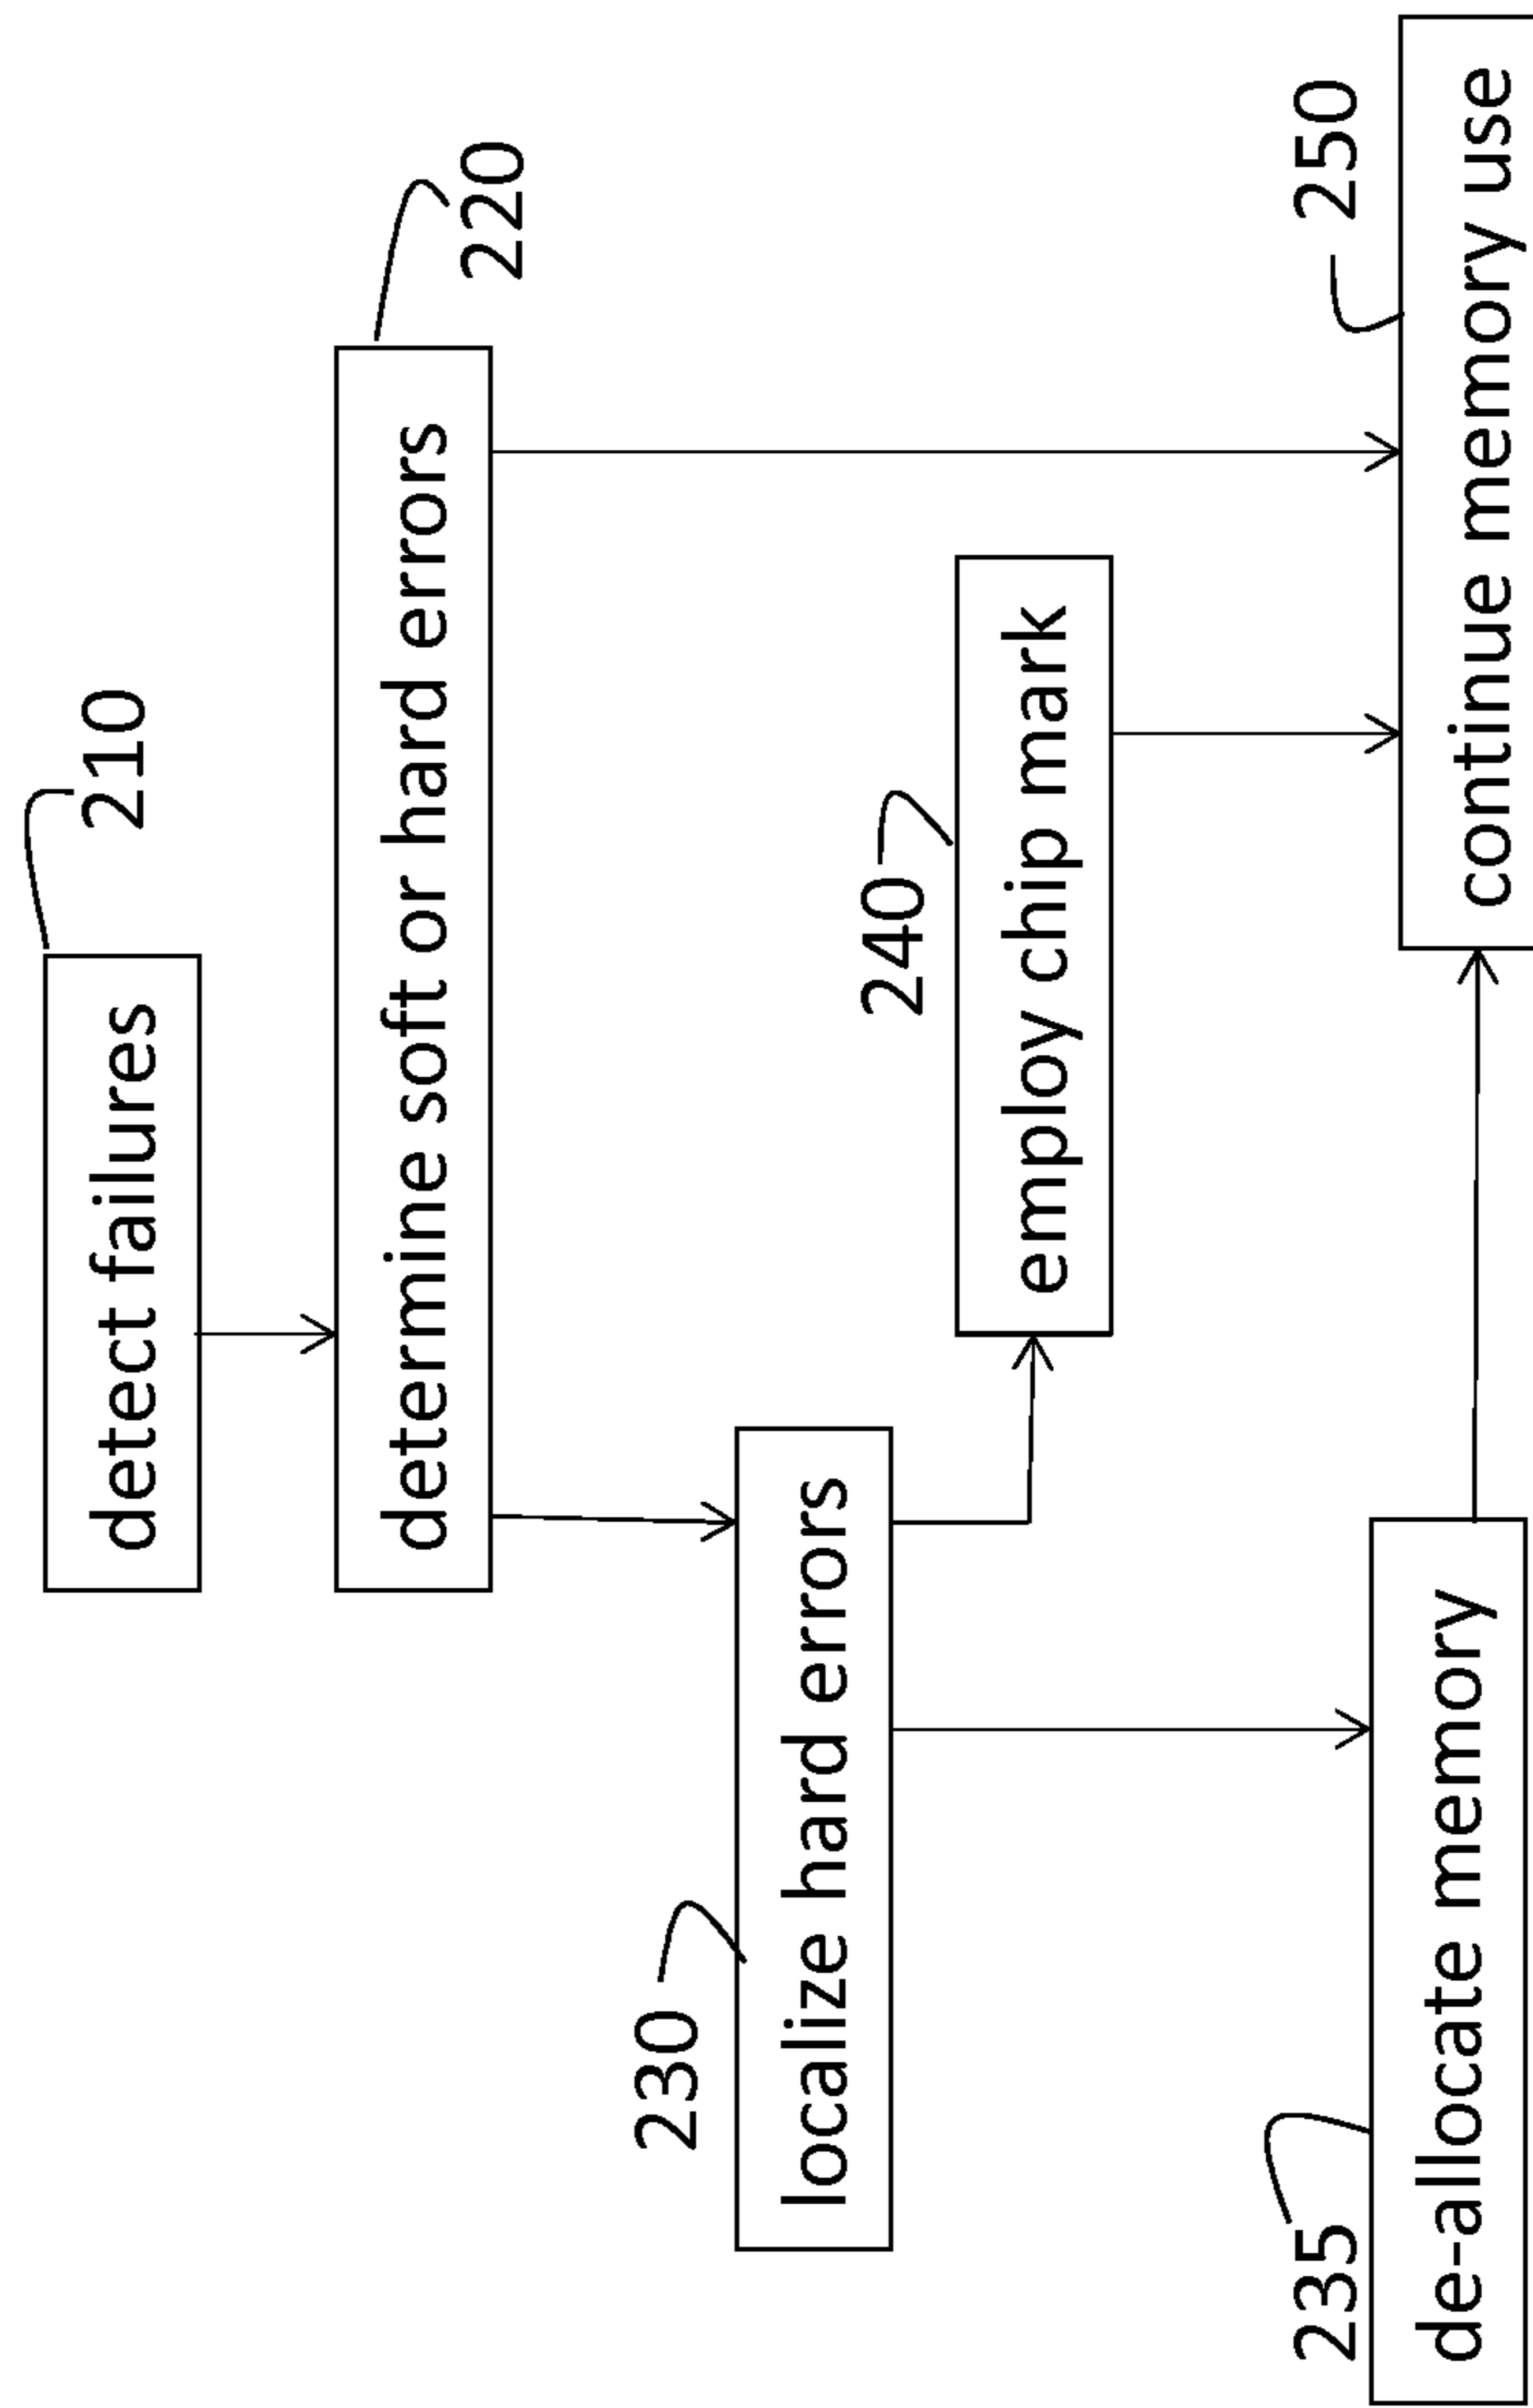 detect failures
210
determine soft or hard errors
220
230
localize hard errors
240
employ chip mark
235
de-allocate memory
250
continue memory use